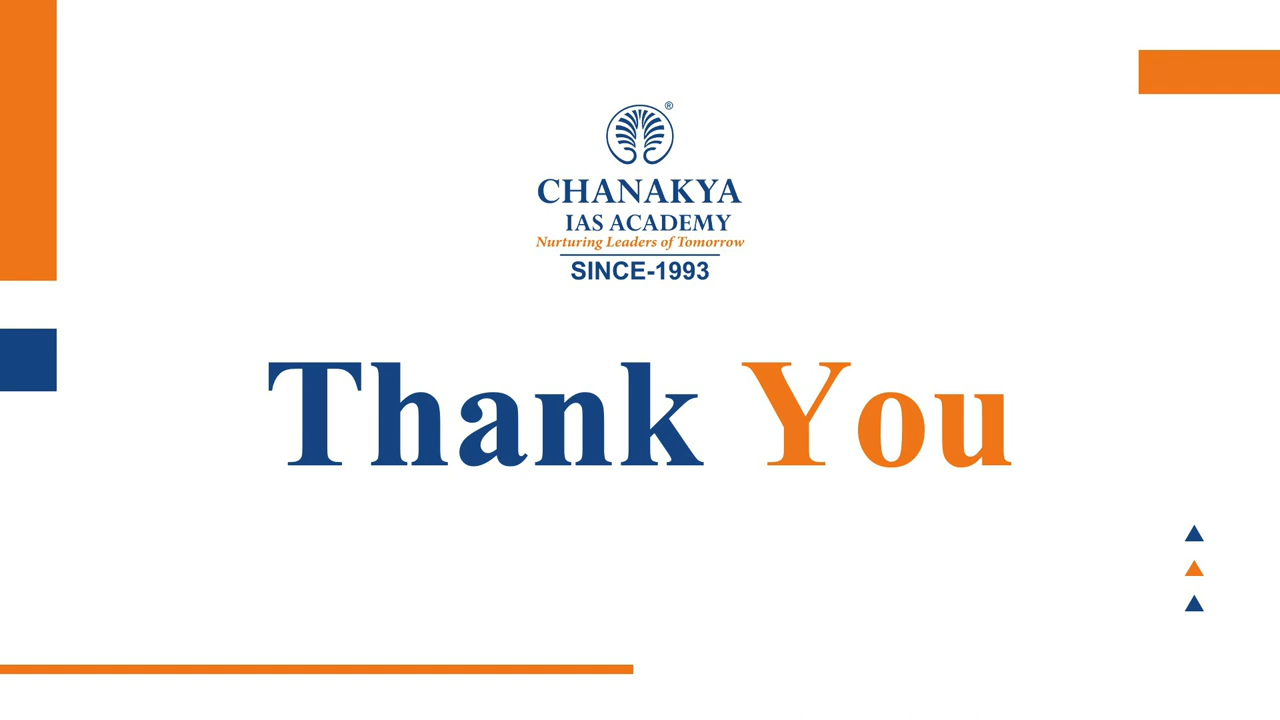 ®
CHANAKYA
IAS ACADEMY
Nurturing Leaders of Tomorrow
SINCE-1993
Thank You